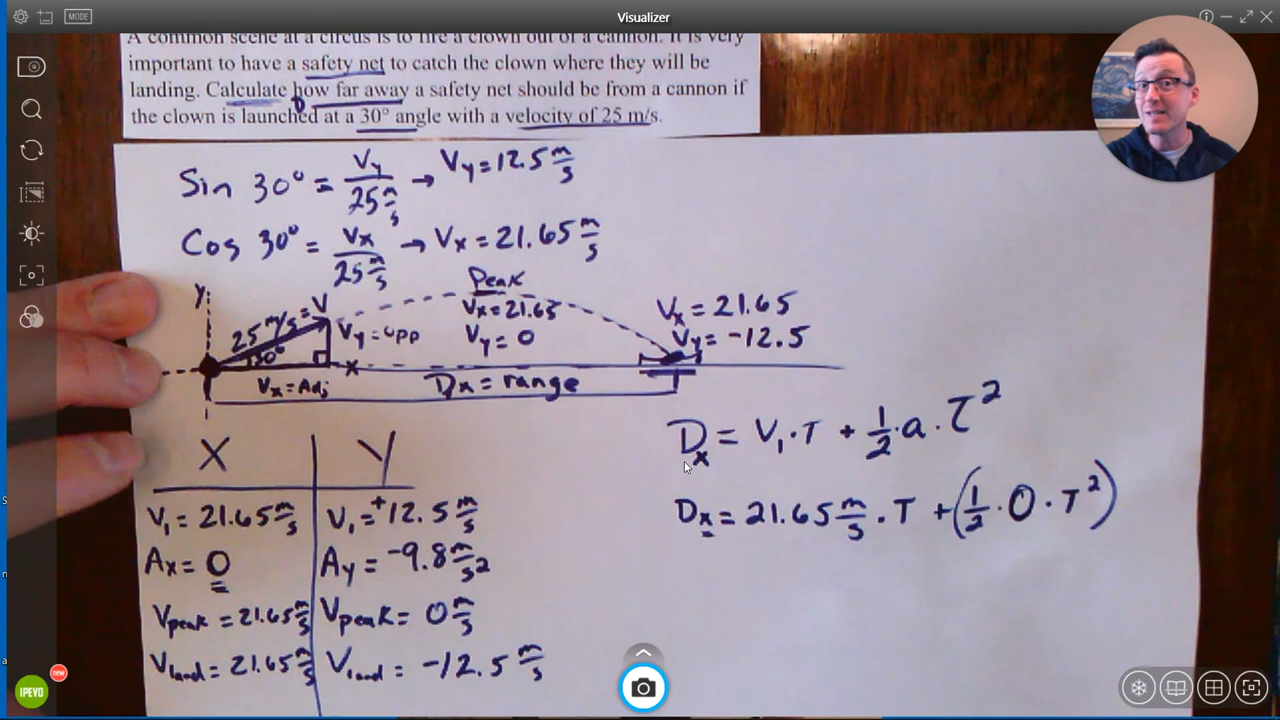 Visualizer
MODE
A common scene at a circus is to fire a clown out of a cannon. It is very
important to have a safety net to catch the clown where they will be
landing. Calculate how far away a safety net should be from a cannon if
the clown is launched at a 30° angle with a velocity of 25 m/s.
Sin 30° = Vy / 25 m/s → Vy = 12.5 m/s
Cos 30° = Vx / 25 m/s → Vx = 21.65 m/s
Peak
y
25 m/s = V
Vx = 21.65
Vx = 21.65
Vy = opp
Vy = 0
Vy = -12.5
30°
x
Vx = Adj
Dx = range
Dx = V1 · T + 1/2 · a · T²
X Y
V1 = 21.65 m/s V1 = +12.5 m/s
Dx = 21.65 m/s · T + (1/2 · 0 · T²)
Ax = 0 Ay = -9.8 m/s²
Vpeak = 21.65 m/s Vpeak = 0 m/s
Vland = 21.65 m/s Vland = -12.5 m/s
IPEVO
new